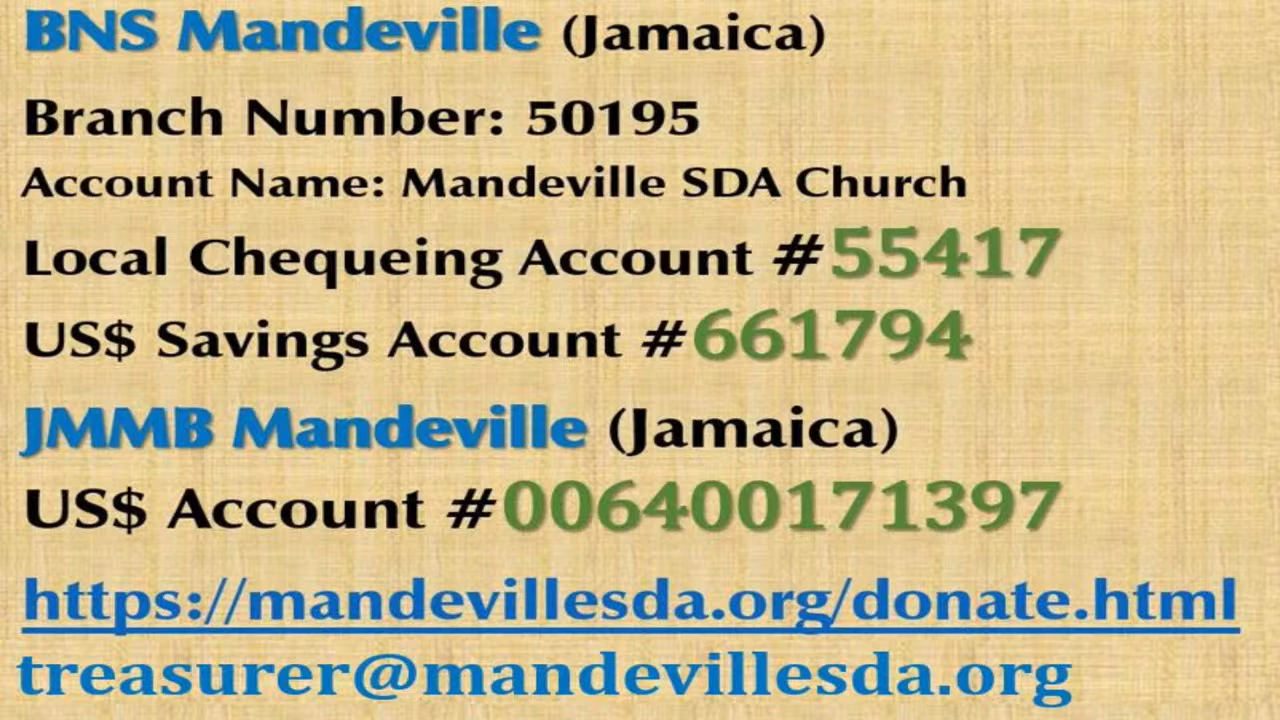 BNS Mandeville (Jamaica)
Branch Number: 50195
Account Name: Mandeville SDA Church
Local Chequeing Account #55417
US$ Savings Account #661794
JMMB Mandeville (Jamaica)
US$ Account #006400171397
https://mandevillesda.org/donate.html
treasurer@mandevillesda.org